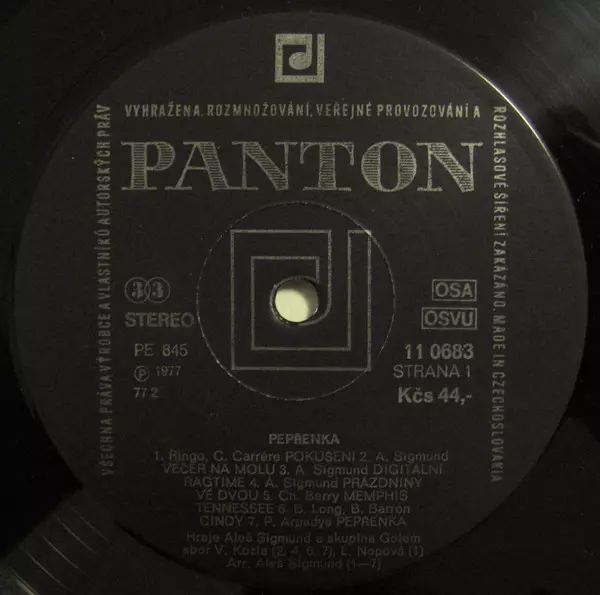 VŠECHNA PRÁVA VÝROBCE A VLASTNÍKŮ AUTORSKÝCH PRÁV
VYHRAŽENA. ROZMNOŽOVÁNÍ, VEŘEJNÉ PROVOZOVÁNÍ A
ROZHLASOVÉ ŠÍŘENÍ ZAKÁZÁNO. MADE IN CZECHOSLOVAKIA
PANTON
33
STEREO
PE 845
Ⓟ 1977
77 2
OSA
OSVU
11 0683
STRANA 1
Kčs 44,-
PEPŘENKA
1. Ringo, C. Carrére POKUŠENÍ 2. A. Sigmund
VEČER NA MOLU 3. A. Sigmund DIGITÁLNÍ
RAGTIME 4. A. Sigmund PRÁZDNINY
VE DVOU 5. Ch. Berry MEMPHIS
TENNESSEE 6. B. Long, B. Barron
CINDY 7. P. Arpadys PEPŘENKA
Hraje Aleš Sigmund a skupina Golem
sbor V. Kozla (2, 4, 6, 7), L. Nopová (1)
Arr. Aleš Sigmund (1—7)